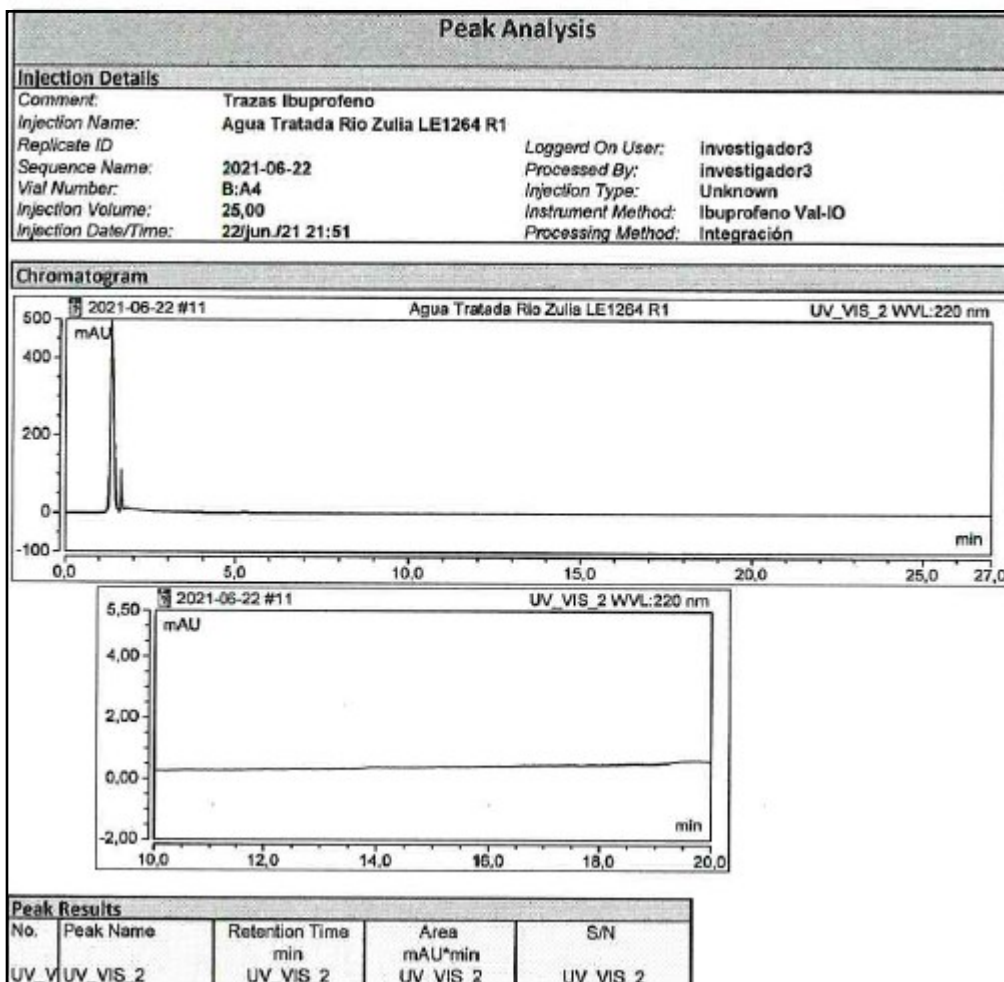 Peak Analysis
Injection Details
Comment: Trazas Ibuprofeno
Injection Name: Agua Tratada Rio Zulia LE1264 R1
Replicate ID Loggerd On User: investigador3
Sequence Name: 2021-06-22 Processed By: investigador3
Vial Number: B:A4 Injection Type: Unknown
Injection Volume: 25,00 Instrument Method: Ibuprofeno Val-IO
Injection Date/Time: 22/jun./21 21:51 Processing Method: Integración
Chromatogram
2021-06-22 #11 Agua Tratada Rio Zulia LE1264 R1 UV_VIS_2 WVL:220 nm
500
mAU
400
200
0
-100
min
0,0 5,0 10,0 15,0 20,0 25,0 27,0
2021-06-22 #11 UV_VIS_2 WVL:220 nm
5,50
mAU
4,00
2,00
0,00
-2,00
min
10,0 12,0 14,0 16,0 18,0 20,0
Peak Results
No. Peak Name Retention Time Area S/N
min mAU*min
UV_V UV_VIS_2 UV_VIS_2 UV_VIS_2 UV_VIS_2